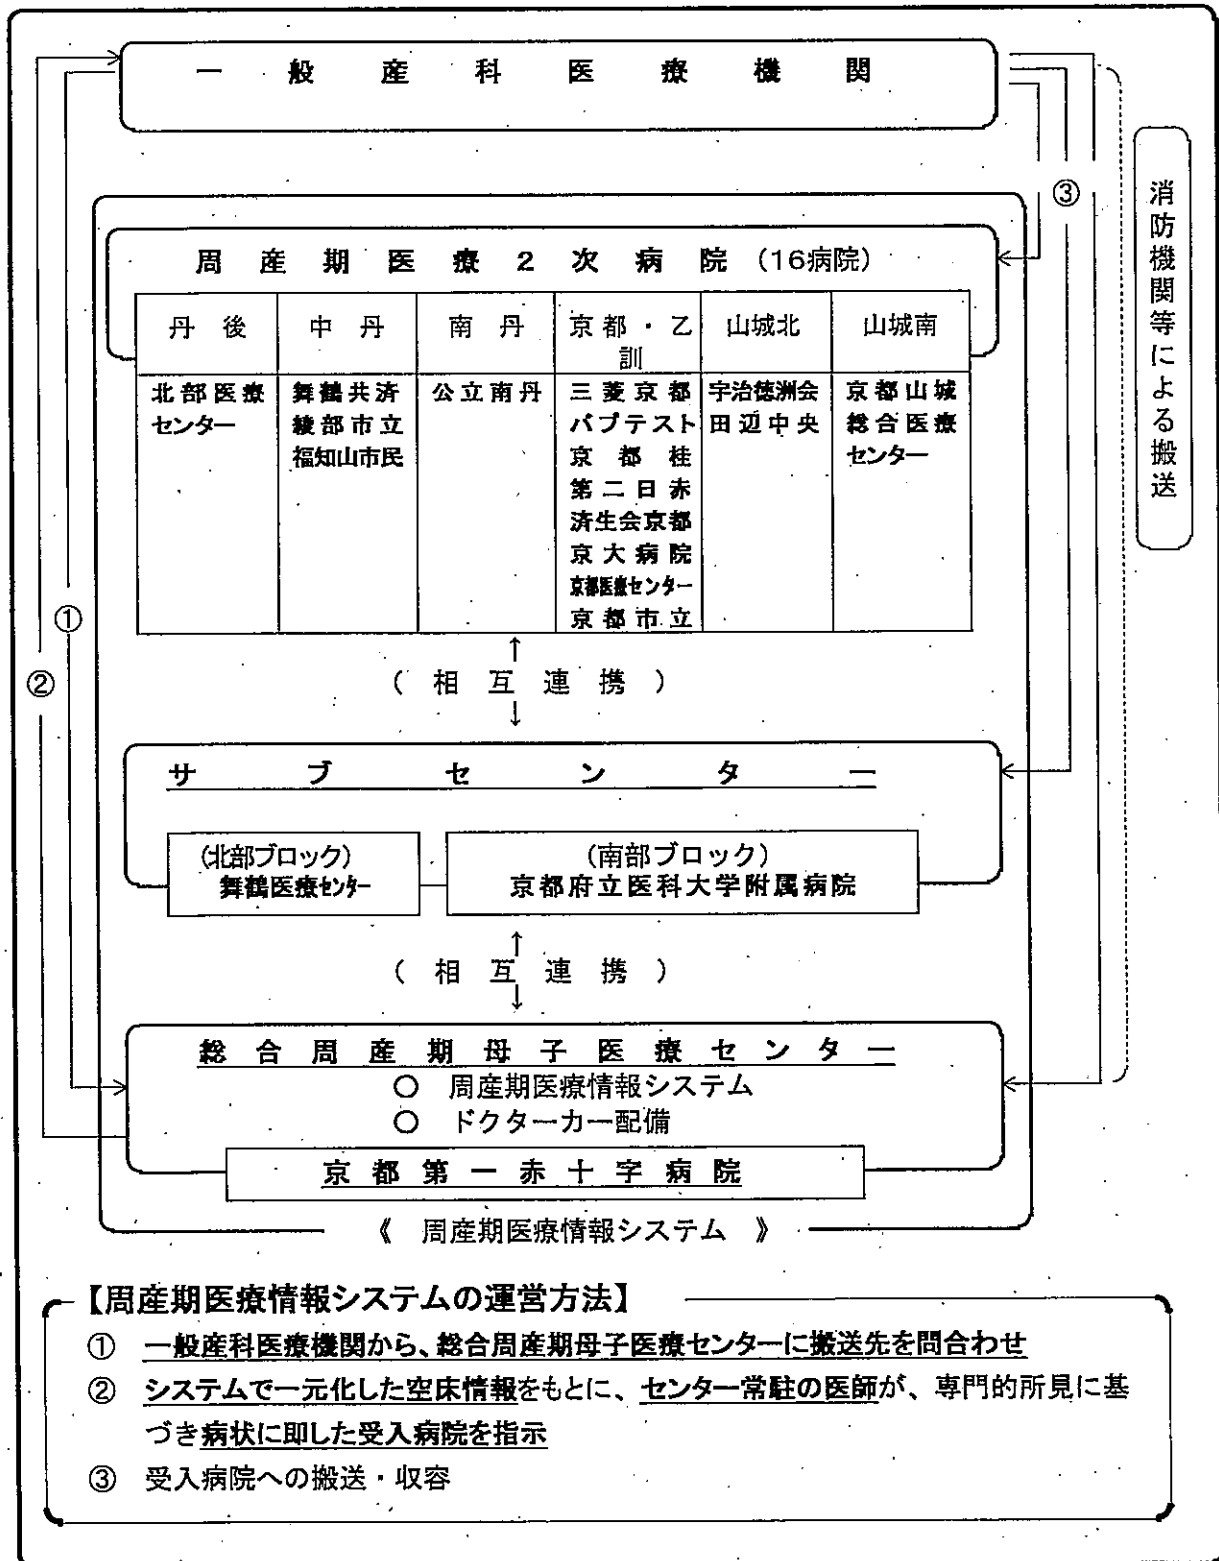 一般産科医療機関
周産期医療2次病院（16病院）
丹後
中丹
南丹
京都・乙訓
山城北
山城南
北部医療
センター
舞鶴共済
綾部市立
福知山市民
公立南丹
三菱京都
バプテスト
京都桂
第二日赤
済生会京都
京大病院
京都医療センター
京都市立
宇治徳洲会
田辺中央
京都山城
総合医療
センター
↑
（相互連携）
↓
サブセンター
(北部ブロック)
舞鶴医療センター
(南部ブロック)
京都府立医科大学附属病院
↑
（相互連携）
↓
総合周産期母子医療センター
○ 周産期医療情報システム
○ ドクターカー配備
京都第一赤十字病院
《 周産期医療情報システム 》
①
②
③
消防機関等による搬送
【周産期医療情報システムの運営方法】
① 一般産科医療機関から、総合周産期母子医療センターに搬送先を問合わせ
② システムで一元化した空床情報をもとに、センター常駐の医師が、専門的所見に基
づき病状に即した受入病院を指示
③ 受入病院への搬送・収容